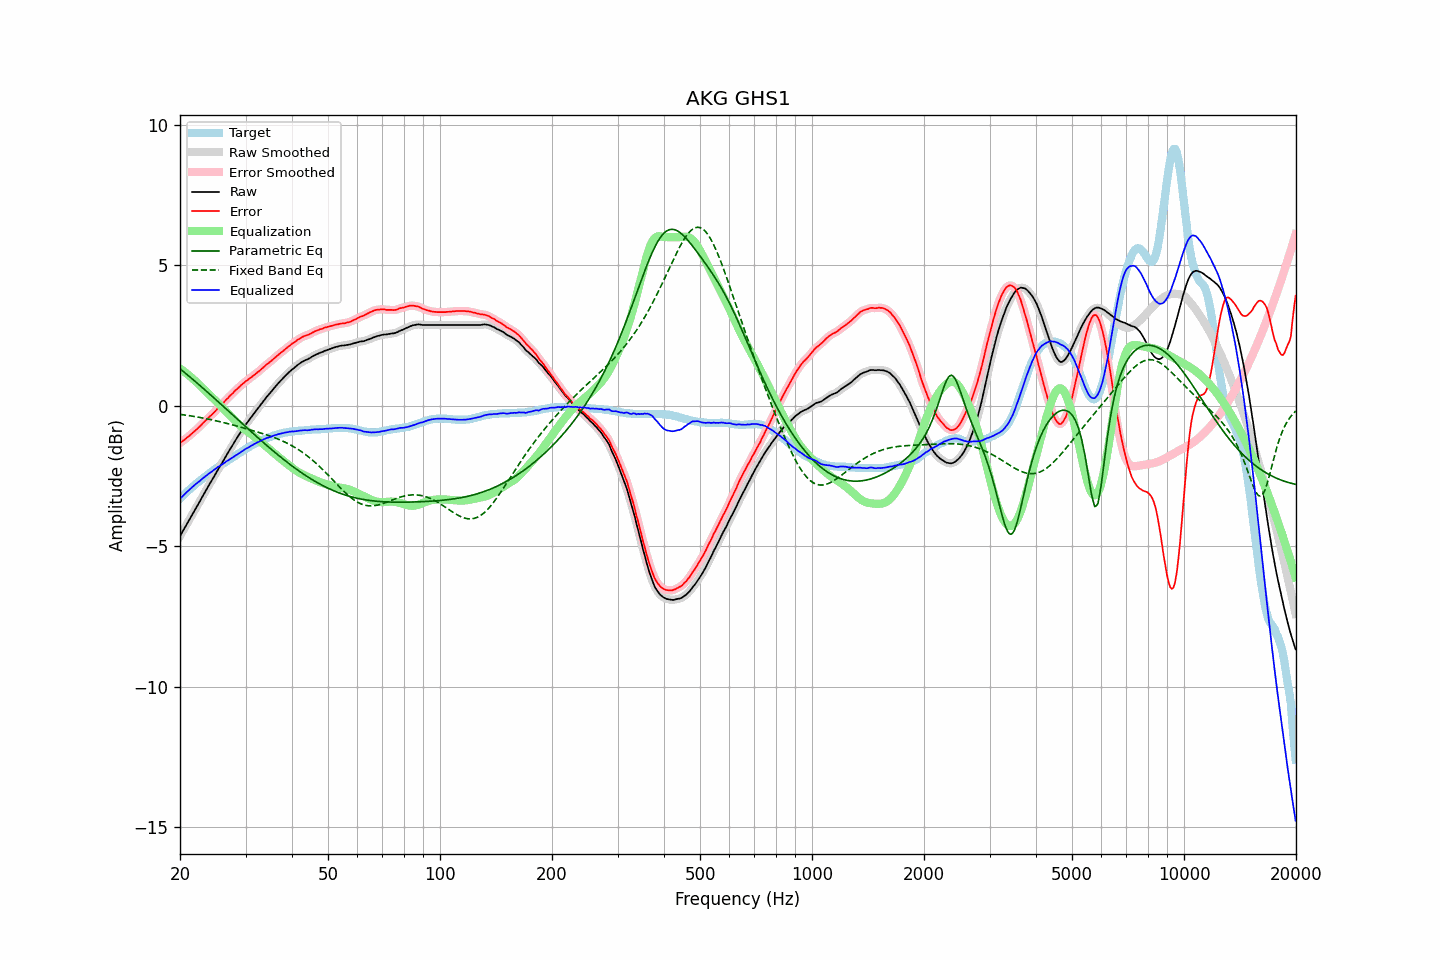 AKG GHS1
Target
Raw Smoothed
Error Smoothed
Raw
Error
Equalization
Parametric Eq
Fixed Band Eq
Equalized
10
5
0
−5
−10
−15
Amplitude (dBr)
20 50 100 200 500 1000 2000 5000 10000 20000
Frequency (Hz)